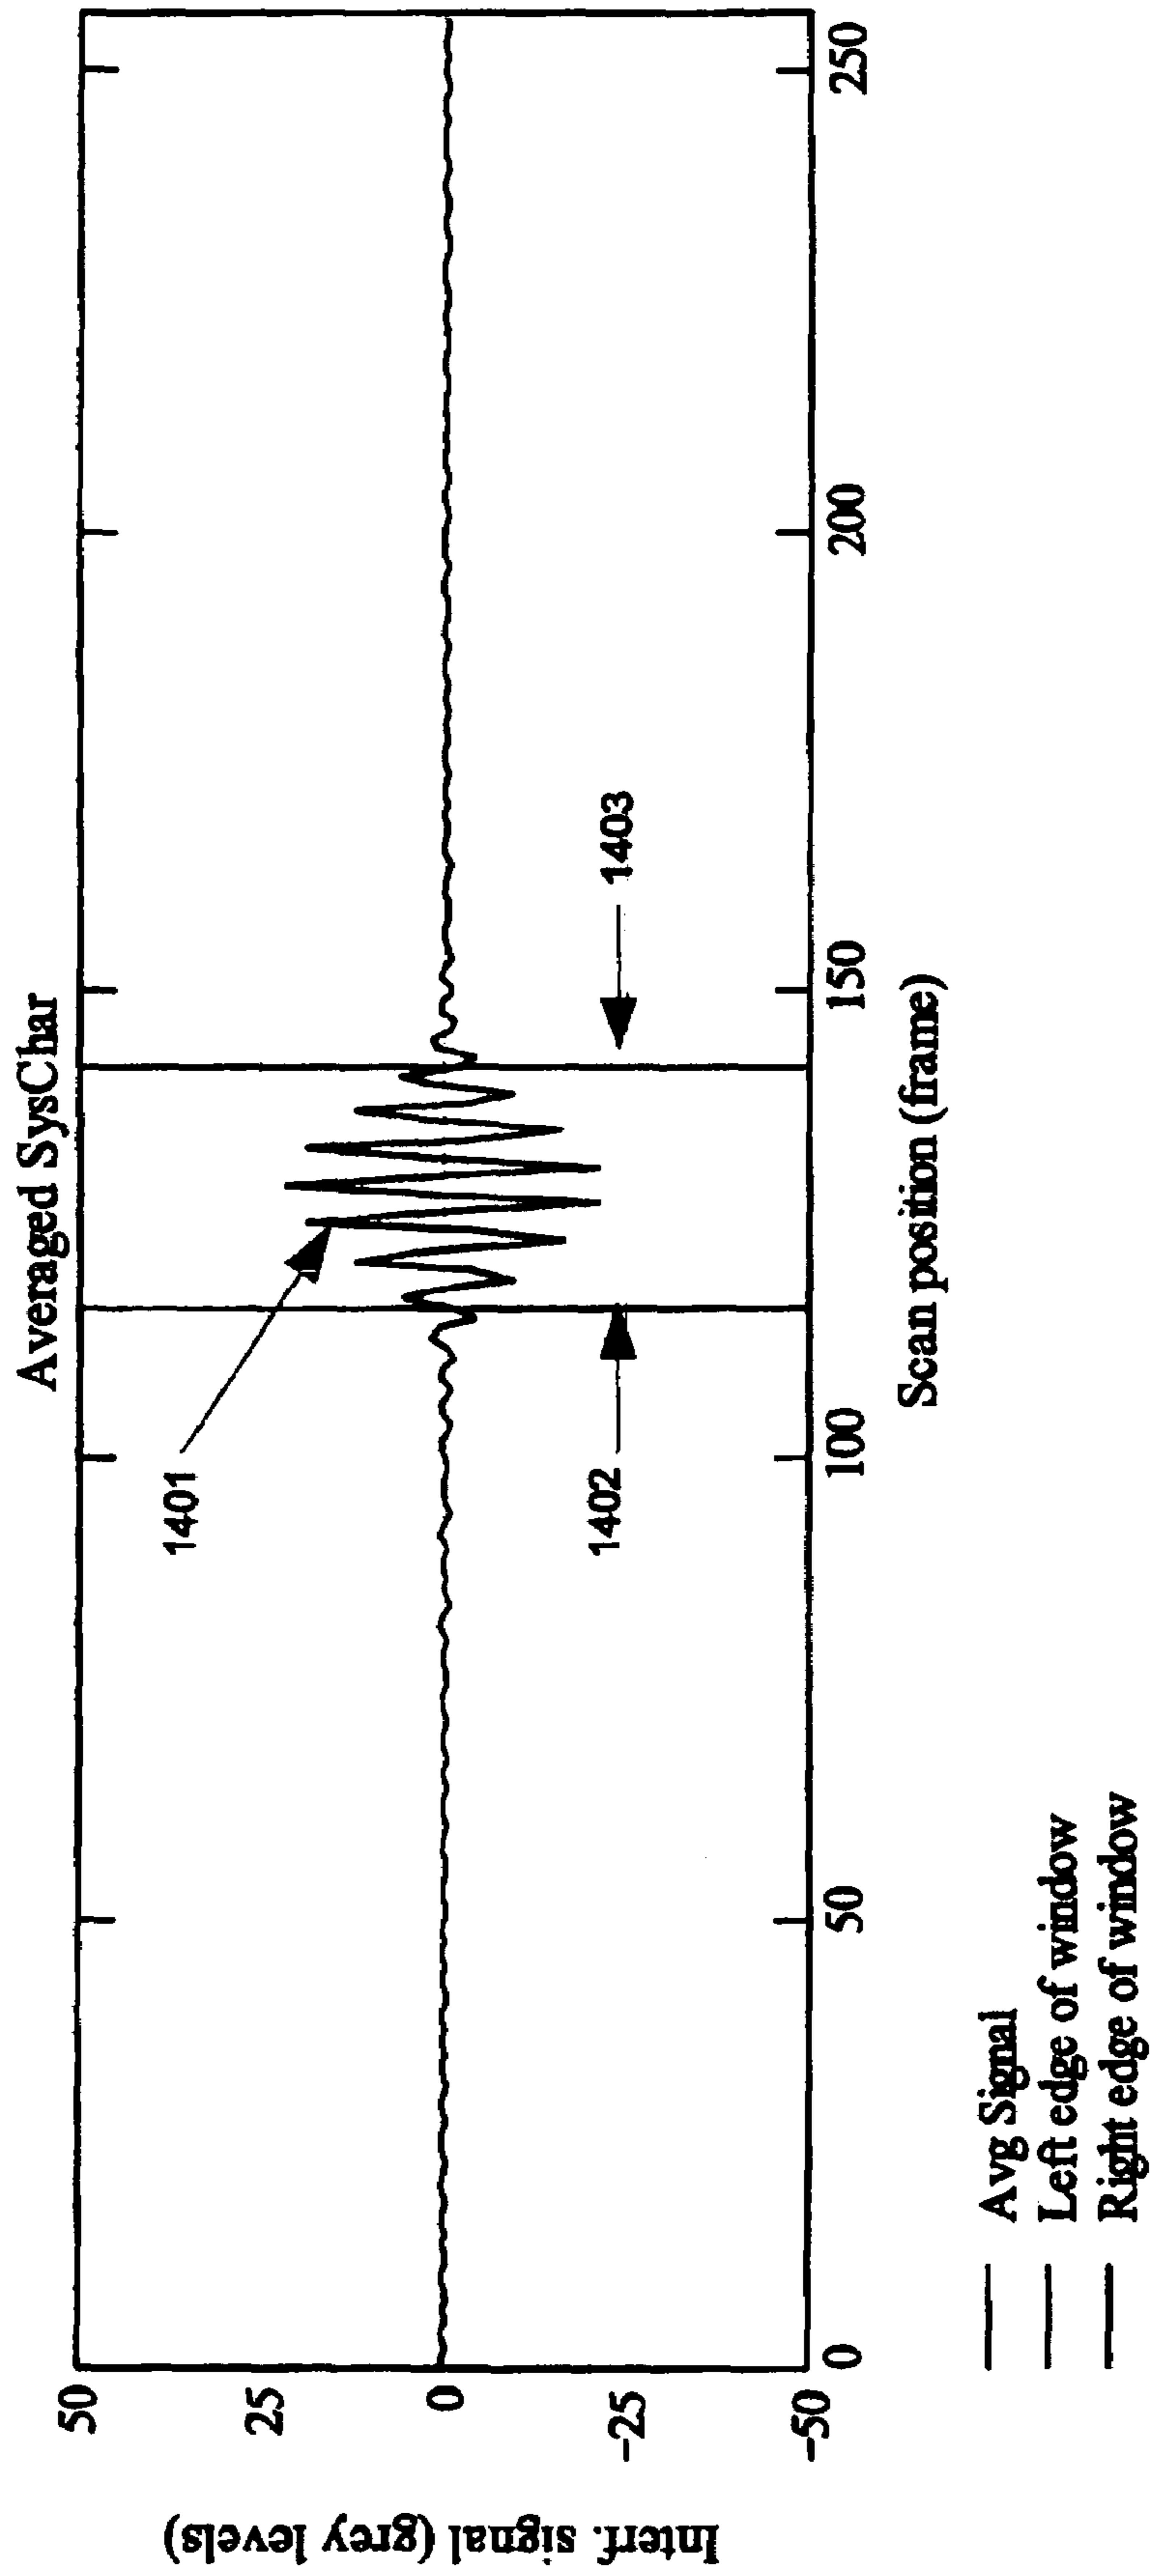 Averaged SysChar
50
25
0
-25
-50
Interf. signal (grey levels)
1401
1402
1403
0
50
100
150
200
250
Scan position (frame)
Avg Signal
Left edge of window
Right edge of window